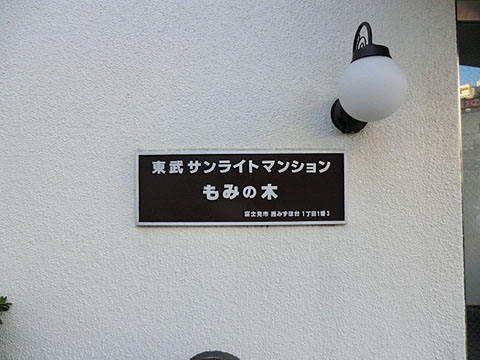 東武サンライトマンション
もみの木
富士見市 西みずほ台 1丁目1番3